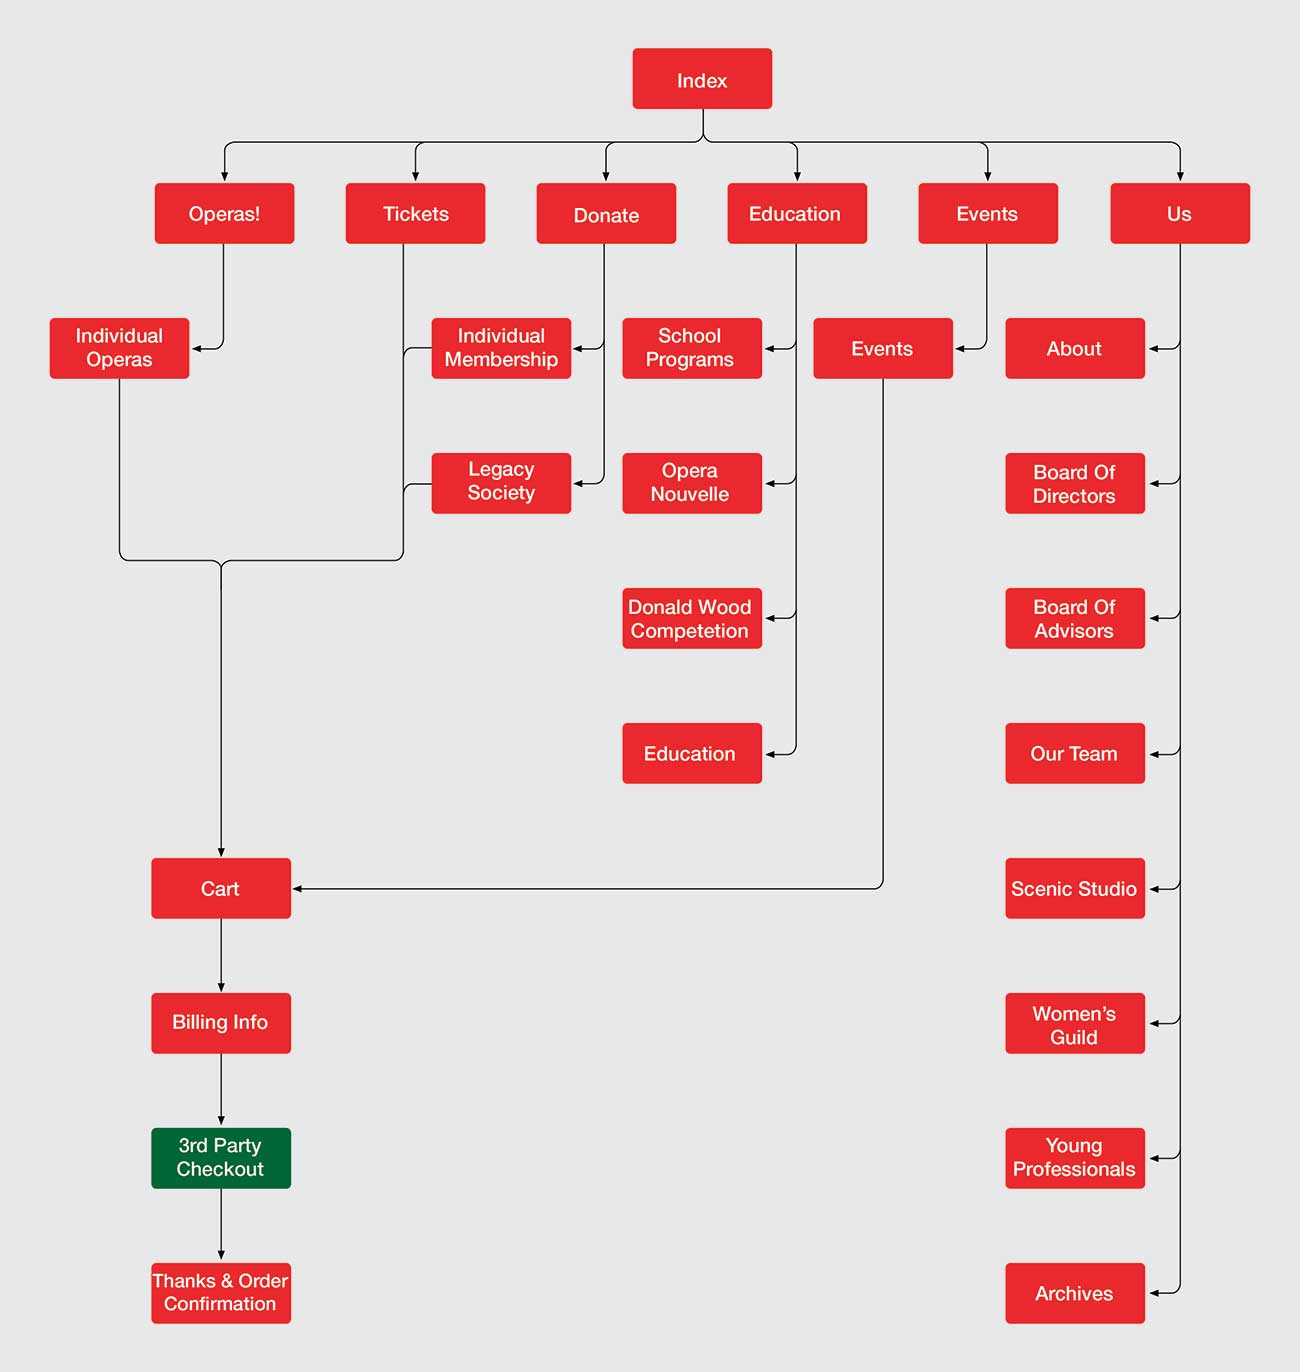 Index
Operas!
Tickets
Donate
Education
Events
Us
Individual
Operas
Individual
Membership
School
Programs
Events
About
Legacy
Society
Opera
Nouvelle
Board Of
Directors
Donald Wood
Competetion
Board Of
Advisors
Education
Our Team
Cart
Scenic Studio
Billing Info
Women’s
Guild
3rd Party
Checkout
Young
Professionals
Thanks & Order
Confirmation
Archives